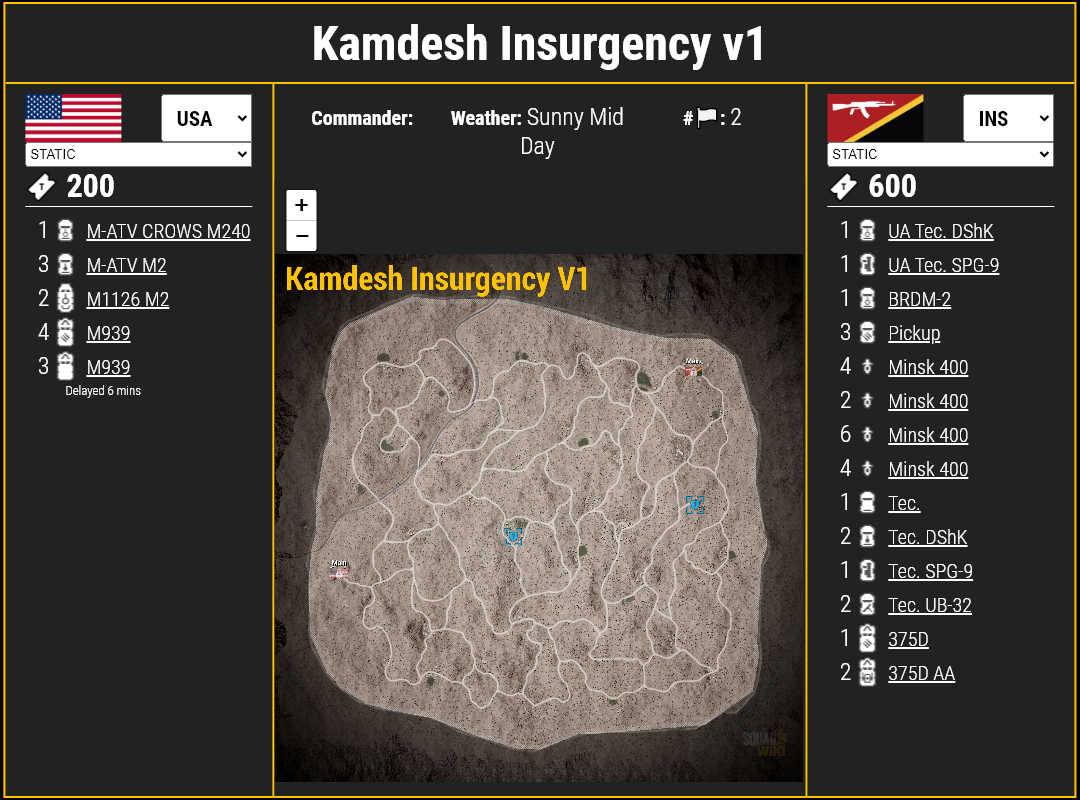 Kamdesh Insurgency v1
USA
STATIC
200
1 M-ATV CROWS M240
3 M-ATV M2
2 M1126 M2
4 M939
3 M939
Delayed 6 mins
Commander:
Weather: Sunny Mid
Day
# : 2
+
−
Kamdesh Insurgency V1
Main
Main
SQUAD
wiki
INS
STATIC
600
1 UA Tec. DShK
1 UA Tec. SPG-9
1 BRDM-2
3 Pickup
4 Minsk 400
2 Minsk 400
6 Minsk 400
4 Minsk 400
1 Tec.
2 Tec. DShK
1 Tec. SPG-9
2 Tec. UB-32
1 375D
2 375D AA